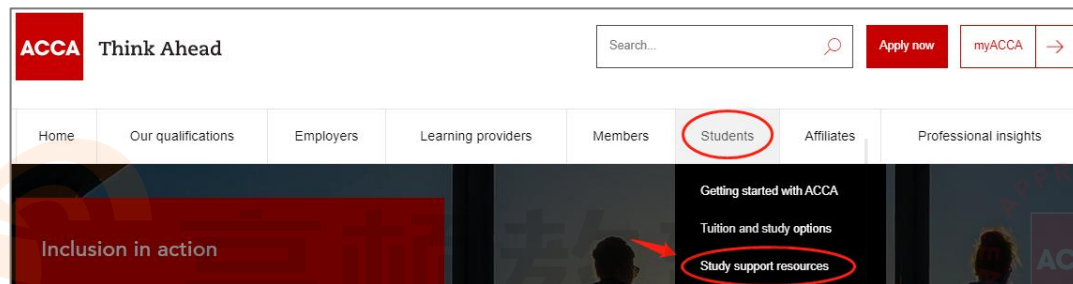 ACCA Think Ahead
Search...
Apply now
myACCA
Home Our qualifications Employers Learning providers Members Students Affiliates Professional insights
Getting started with ACCA
Tuition and study options
Inclusion in action
Study support resources
AC